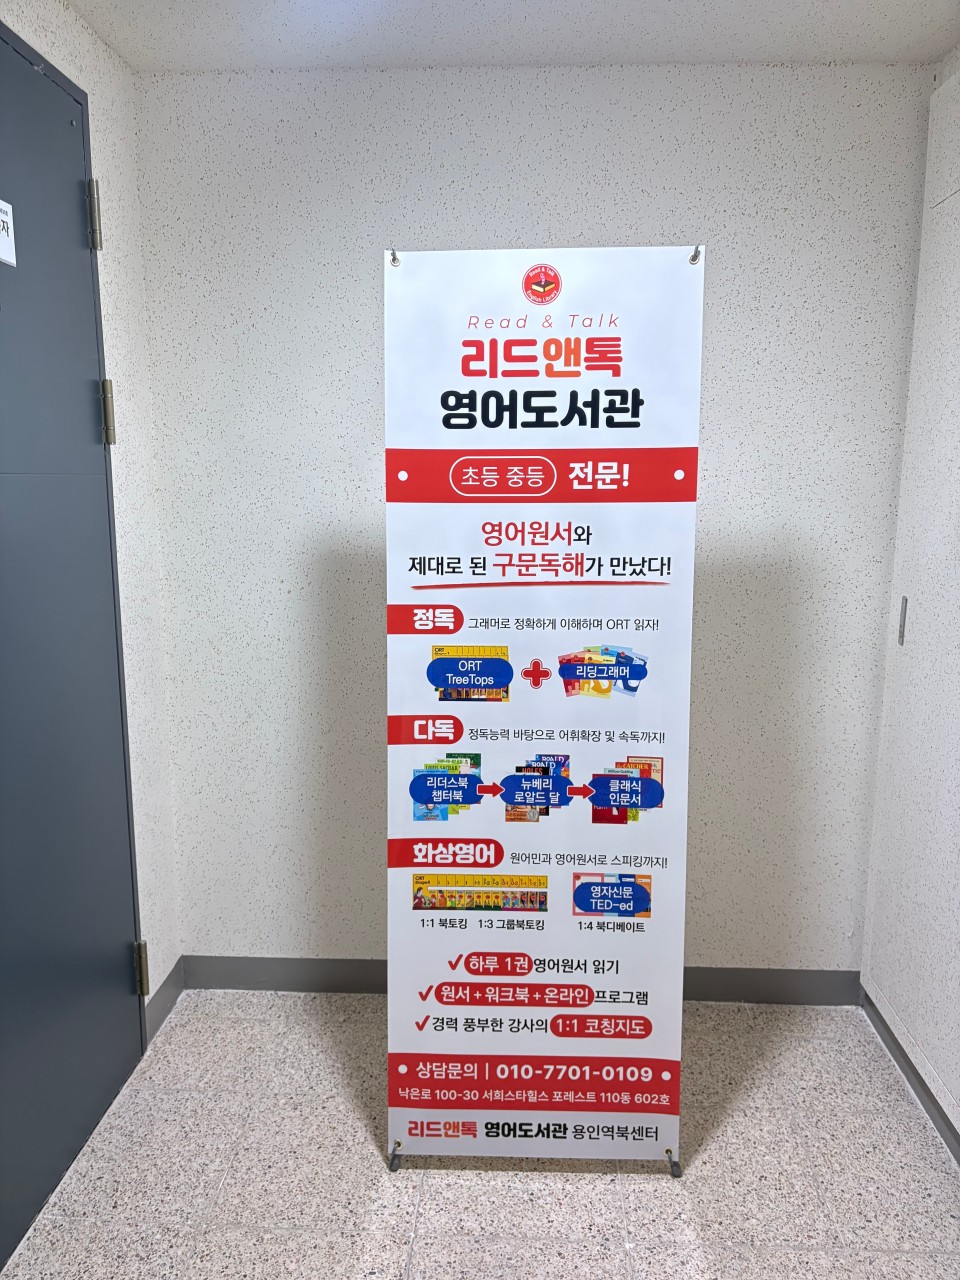 자
Read & Talk
English Library
Read & Talk
리드앤톡
영어도서관
초등 중등 전문!
영어원서와
제대로 된 구문독해가 만났다!
정독 그래머로 정확하게 이해하며 ORT 읽자!
ORT
ORT
TreeTops
리딩그래머
다독 정독능력 바탕으로 어휘확장 및 속독까지!
리더스북
챕터북
뉴베리
로알드 달
클래식
인문서
화상영어 원어민과 영어원서로 스피킹까지!
ORT
영자신문
TED-ed
1:1 북토킹 1:3 그룹북토킹 1:4 북디베이트
하루 1권 영어원서 읽기
원서+워크북+온라인 프로그램
경력 풍부한 강사의 1:1 코칭지도
상담문의 | 010-7701-0109
낙은로 100-30 서희스타힐스 포레스트 110동 602호
리드앤톡 영어도서관 용인역북센터